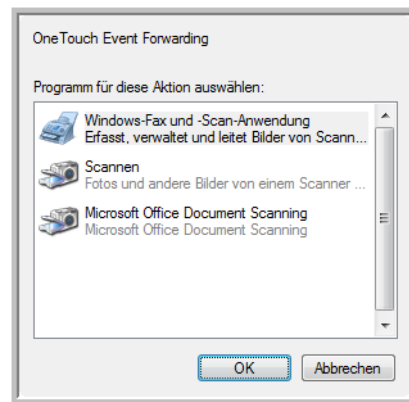 OneTouch Event Forwarding
Programm für diese Aktion auswählen:
Windows-Fax und -Scan-Anwendung
Erfasst, verwaltet und leitet Bilder von Scann...
Scannen
Fotos und andere Bilder von einem Scanner ...
Microsoft Office Document Scanning
Microsoft Office Document Scanning
OK Abbrechen